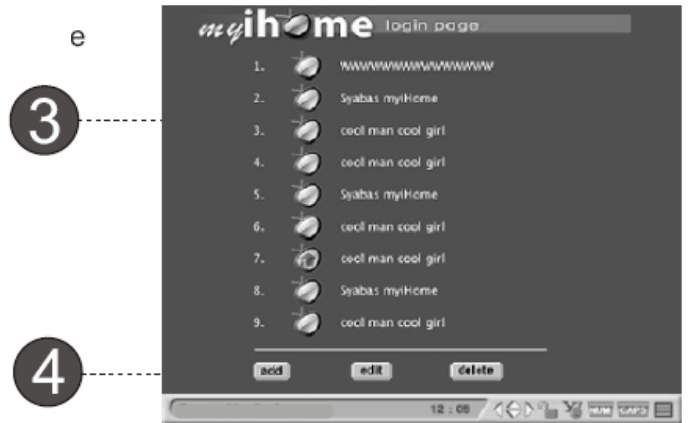 myihome login page
e
1. WWWWWWWWWWWWWWWW
2. Syabas myiHome
3
3. cool man cool girl
4. cool man cool girl
5. Syabas myiHome
6. cool man cool girl
7. cool man cool girl
8. Syabas myiHome
9. cool man cool girl
4
add edit delete
12 : 05 NUM CAPS